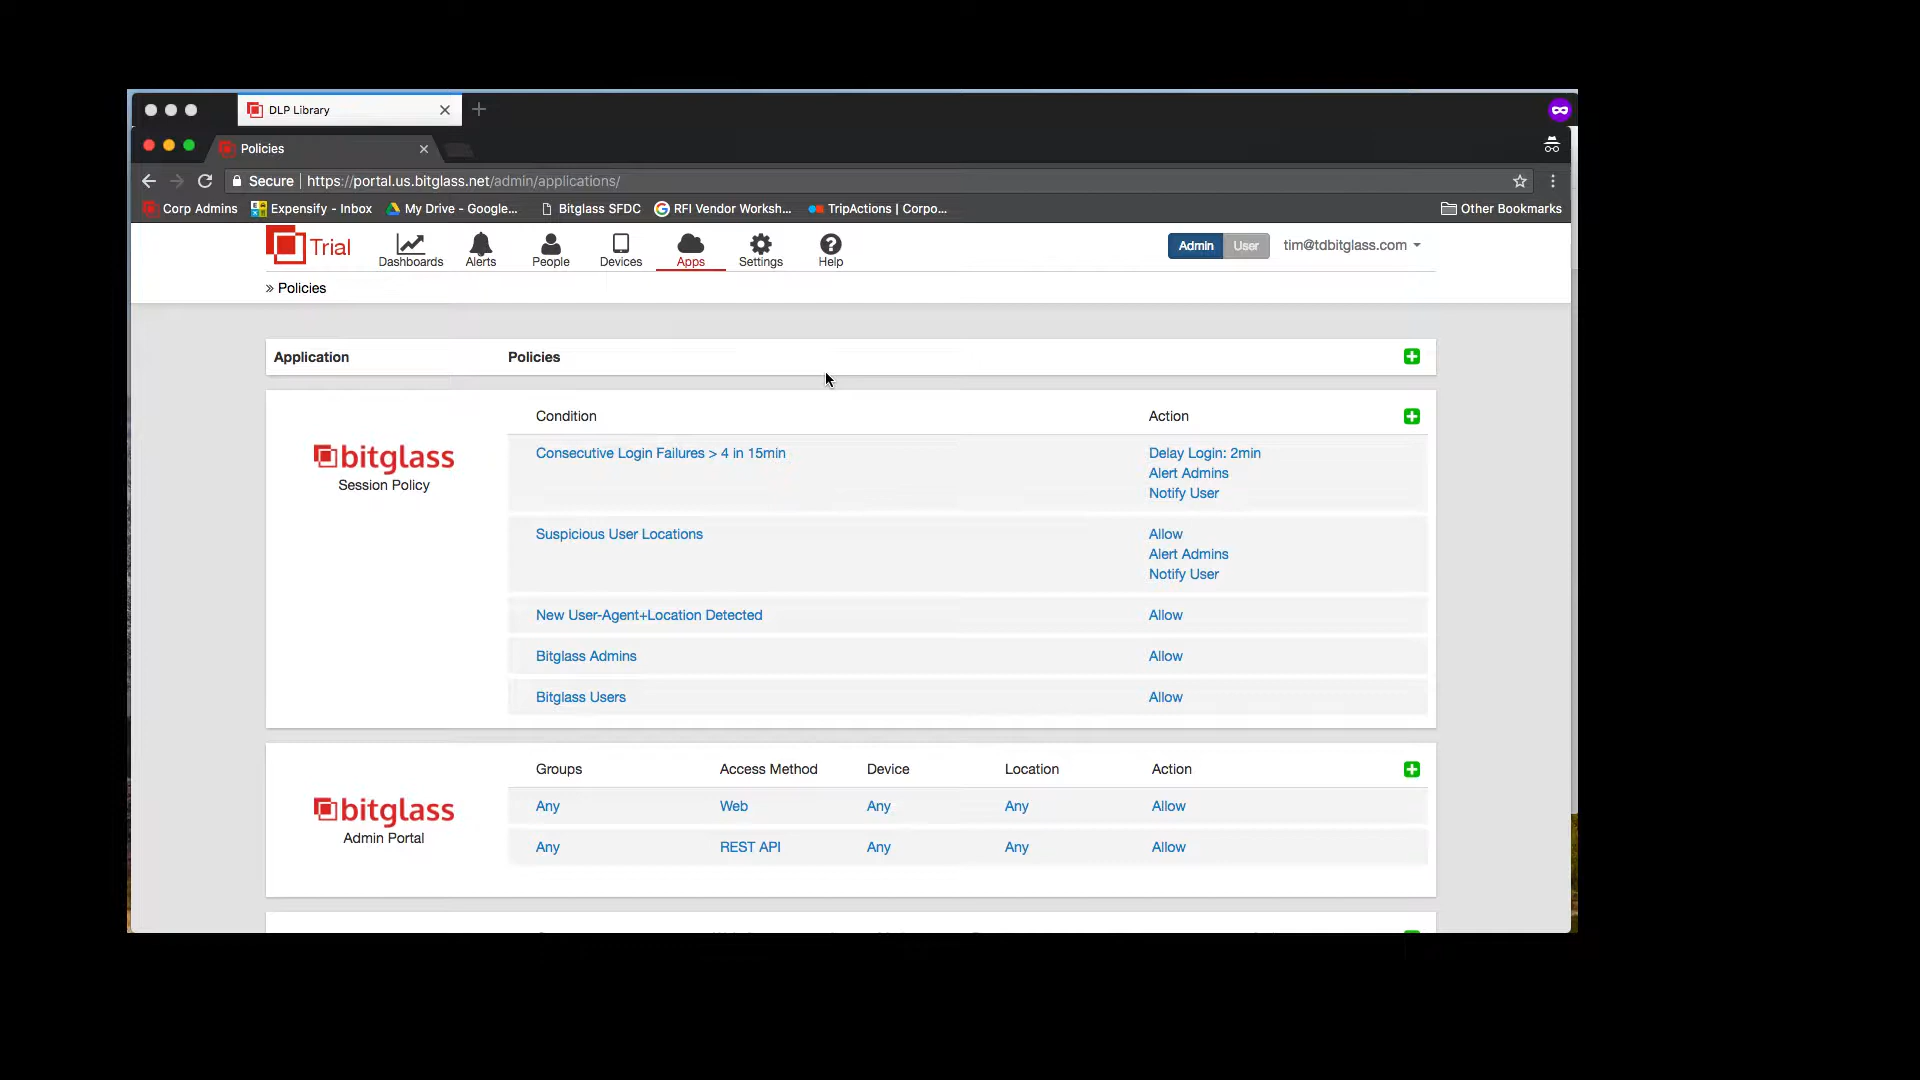 DLP Library
Policies
Secure https://portal.us.bitglass.net/admin/applications/
Corp Admins Expensify - Inbox My Drive - Google... Bitglass SFDC RFI Vendor Worksh... TripActions | Corpo... Other Bookmarks
Trial Dashboards Alerts People Devices Apps Settings Help Admin User tim@tdbitglass.com
» Policies
Application Policies
Condition Action
bitglass
Session Policy
Consecutive Login Failures > 4 in 15min Delay Login: 2min
Alert Admins
Notify User
Suspicious User Locations Allow
Alert Admins
Notify User
New User-Agent+Location Detected Allow
Bitglass Admins Allow
Bitglass Users Allow
Groups Access Method Device Location Action
bitglass
Admin Portal
Any Web Any Any Allow
Any REST API Any Any Allow